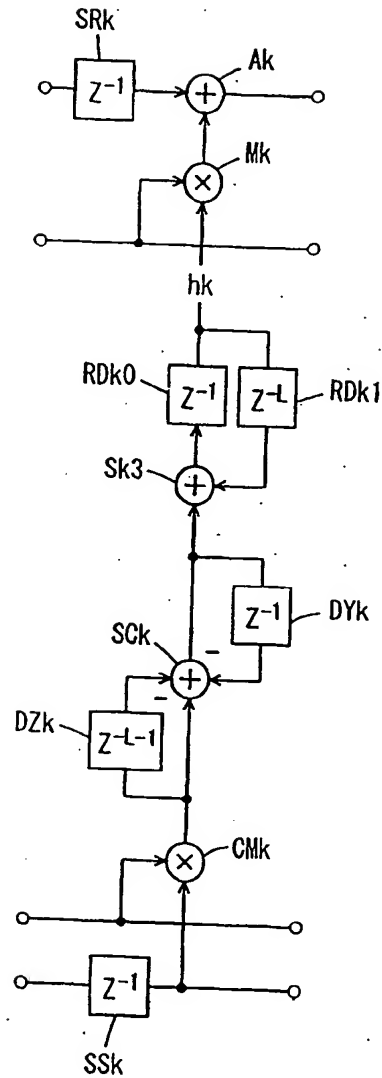 SRk
Ak
Z-1
+
Mk
×
hk
RDk0
Z-1
Z-L
RDk1
Sk3
+
Z-1
DYk
SCk
−
+
−
DZk
Z-L-1
×
CMk
Z-1
SSk